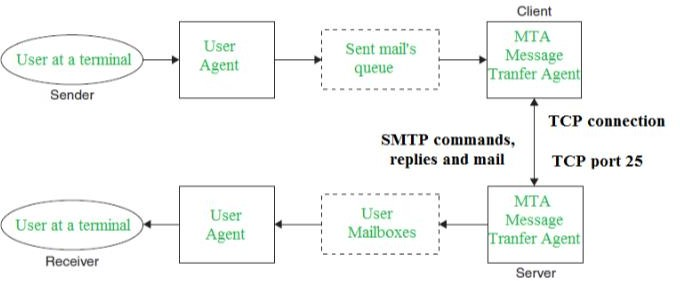 Client
User at a terminal
Sender
User
Agent
Sent mail's
queue
MTA
Message
Tranfer Agent
TCP connection
SMTP commands,
replies and mail
TCP port 25
User at a terminal
Receiver
User
Agent
User
Mailboxes
MTA
Message
Tranfer Agent
Server